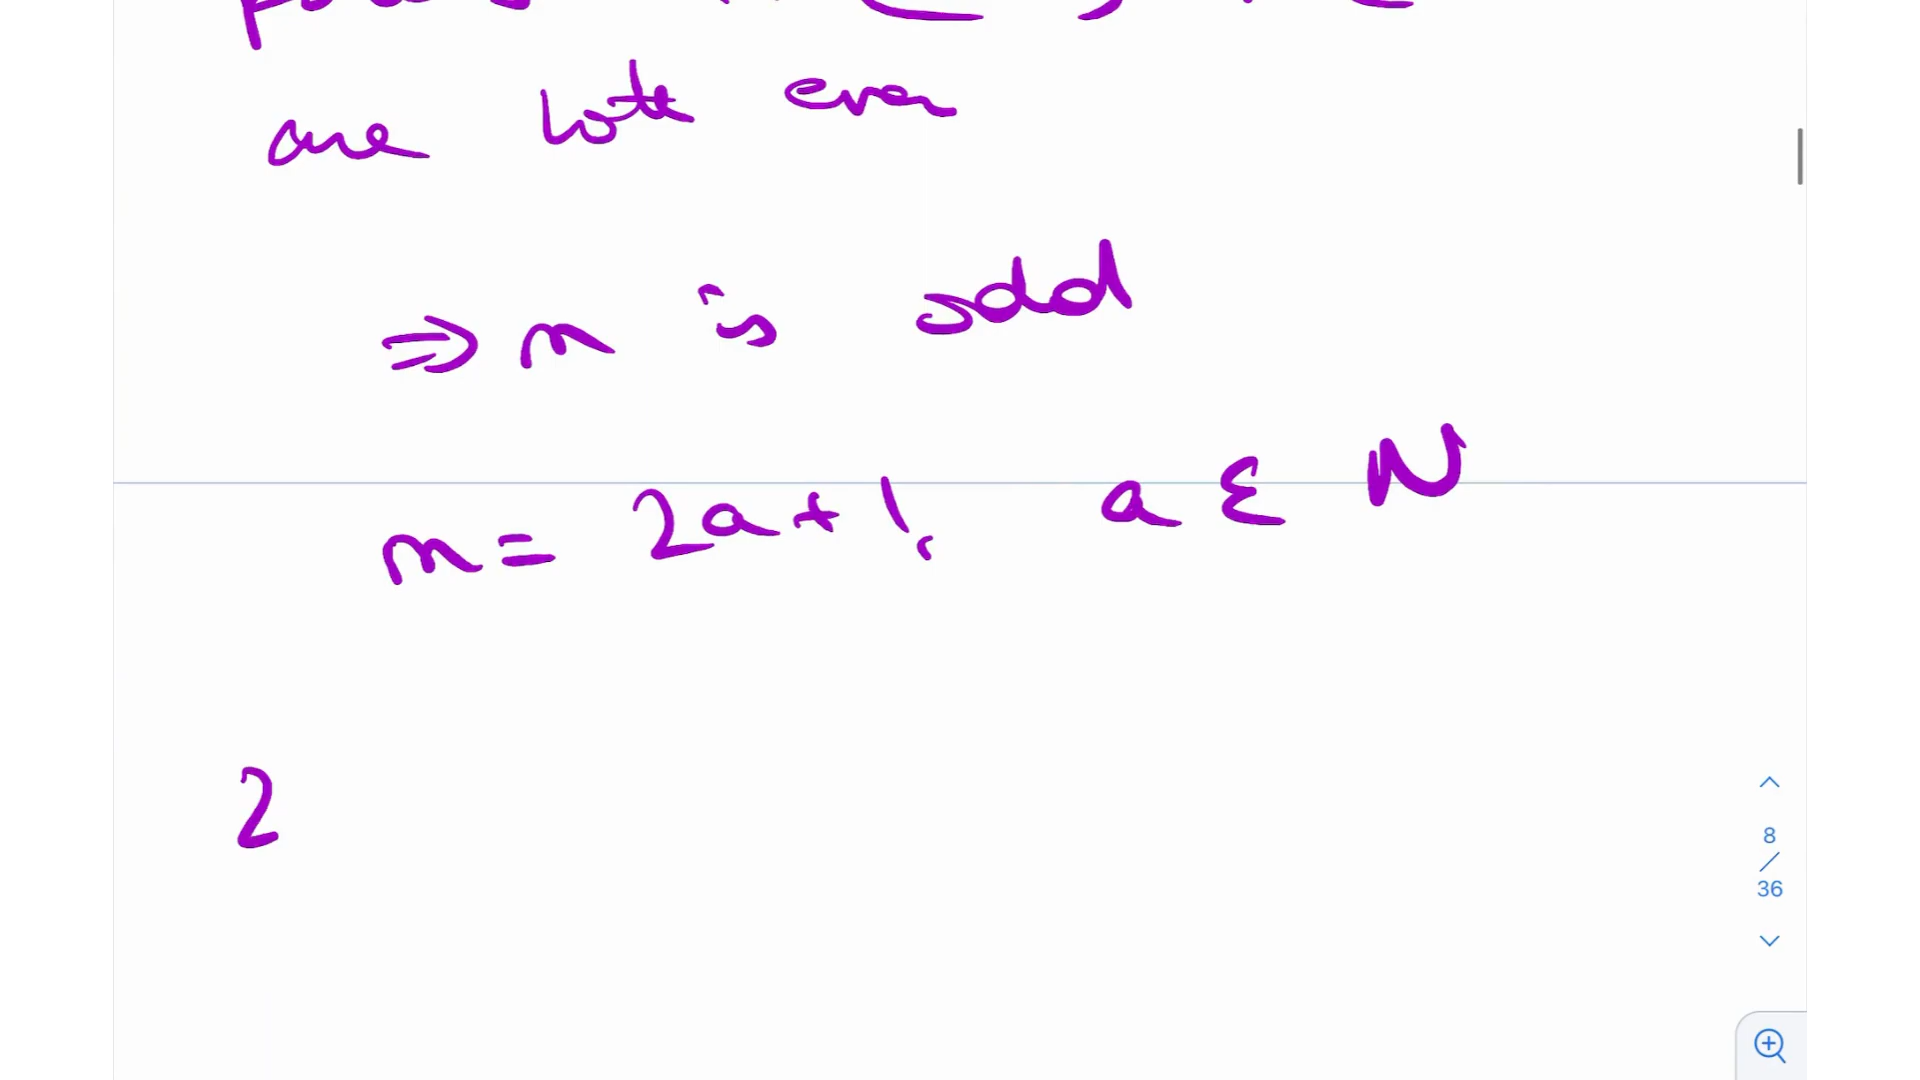 are both even
⇒ m is odd
m = 2a + 1, a ∈ N
2
8
/
36